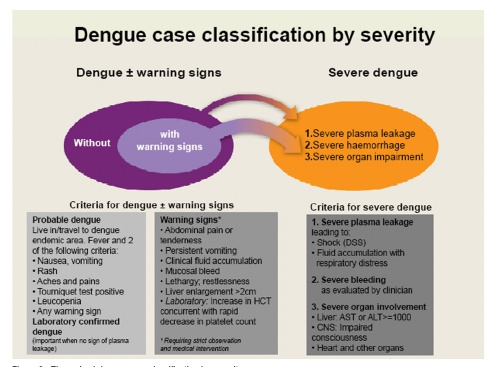 Dengue case classification by severity
Dengue ± warning signs
Severe dengue
Without
with
warning signs
1.Severe plasma leakage
2.Severe haemorrhage
3.Severe organ impairment
Criteria for dengue ± warning signs
Probable dengue
Live in/travel to dengue
endemic area. Fever and 2
of the following criteria:
• Nausea, vomiting
• Rash
• Aches and pains
• Tourniquet test positive
• Leucopenia
• Any warning sign
Laboratory confirmed
dengue
(important when no sign of plasma
leakage)
Warning signs*
• Abdominal pain or
tenderness
• Persistent vomiting
• Clinical fluid accumulation
• Mucosal bleed
• Lethargy; restlessness
• Liver enlargement >2cm
• Laboratory: Increase in HCT
concurrent with rapid
decrease in platelet count
* Requiring strict observation
and medical intervention
Criteria for severe dengue
1. Severe plasma leakage
leading to:
• Shock (DSS)
• Fluid accumulation with
respiratory distress
2. Severe bleeding
as evaluated by clinician
3. Severe organ involvement
• Liver: AST or ALT>=1000
• CNS: Impaired
consciousness
• Heart and other organs